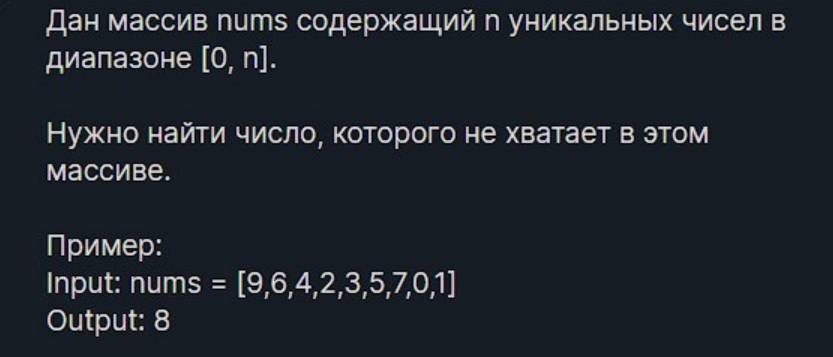 Дан массив nums содержащий n уникальных чисел в
диапазоне [0, n].
Нужно найти число, которого не хватает в этом
массиве.
Пример:
Input: nums = [9,6,4,2,3,5,7,0,1]
Output: 8